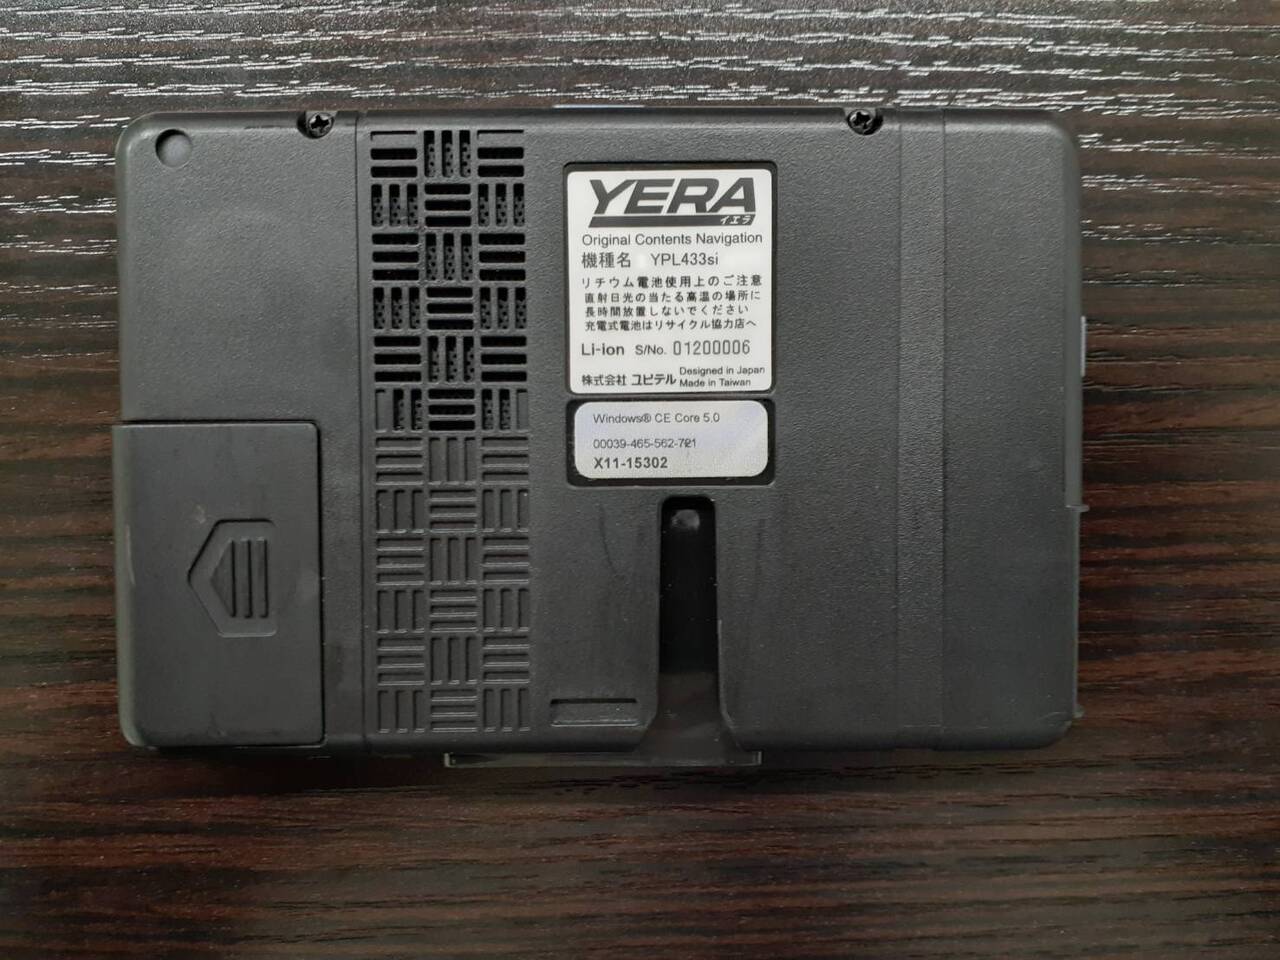 YERA
イエラ
Original Contents Navigation
機種名 YPL433si
リチウム電池使用上のご注意
直射日光の当たる高温の場所に
長時間放置しないでください
充電式電池はリサイクル協力店へ
Li-ion S/No. 01200006
株式会社 ユピテル Designed in Japan
Made in Taiwan
Windows® CE Core 5.0
00039-465-562-721
X11-15302